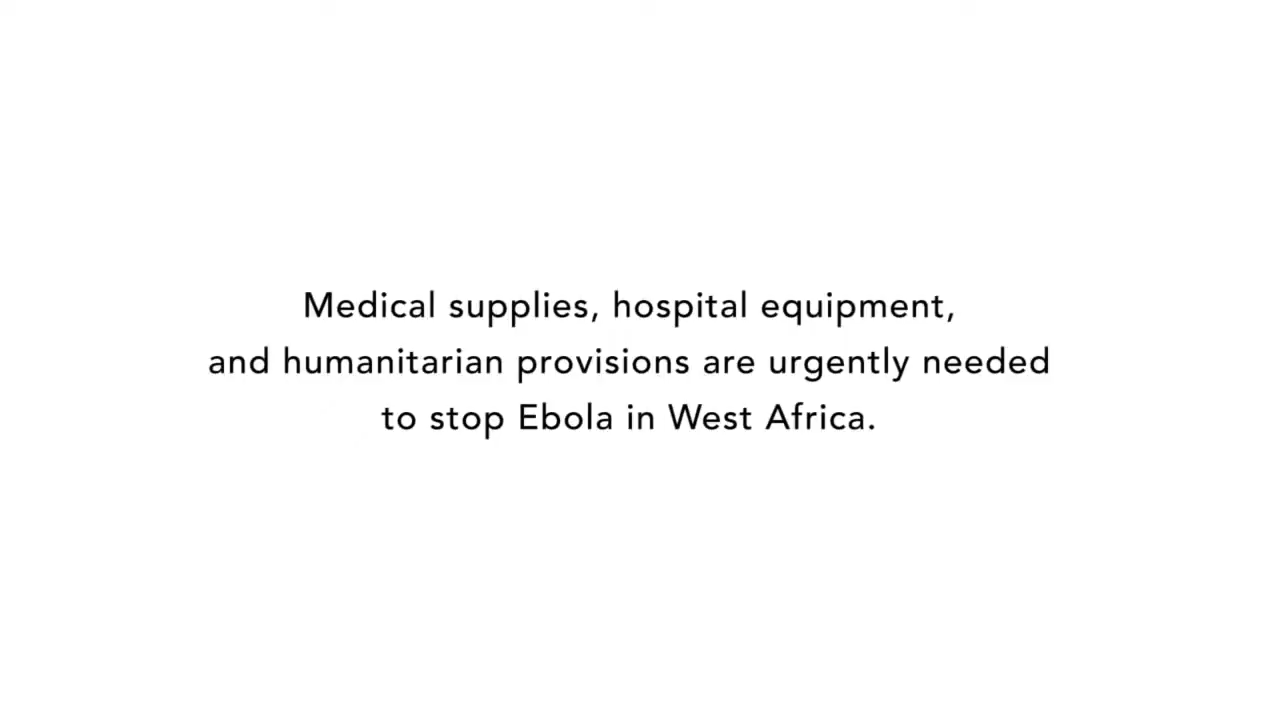 Medical supplies, hospital equipment,
and humanitarian provisions are urgently needed
to stop Ebola in West Africa.